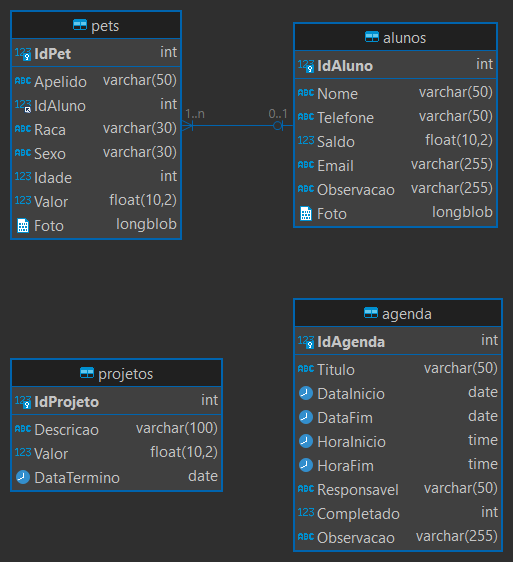 pets
IdPet int
Apelido varchar(50)
IdAluno int
Raca varchar(30)
Sexo varchar(30)
Idade int
Valor float(10,2)
Foto longblob
1..n
0..1
alunos
IdAluno int
Nome varchar(50)
Telefone varchar(50)
Saldo float(10,2)
Email varchar(255)
Observacao varchar(255)
Foto longblob
projetos
IdProjeto int
Descricao varchar(100)
Valor float(10,2)
DataTermino date
agenda
IdAgenda int
Titulo varchar(50)
DataInicio date
DataFim date
HoraInicio time
HoraFim time
Responsavel varchar(50)
Completado int
Observacao varchar(255)